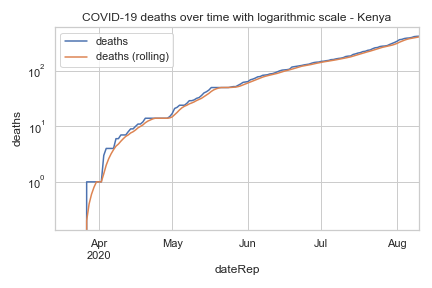 COVID-19 deaths over time with logarithmic scale - Kenya
deaths
deaths (rolling)
deaths
10²
10¹
10⁰
Apr May Jun Jul Aug
2020
dateRep